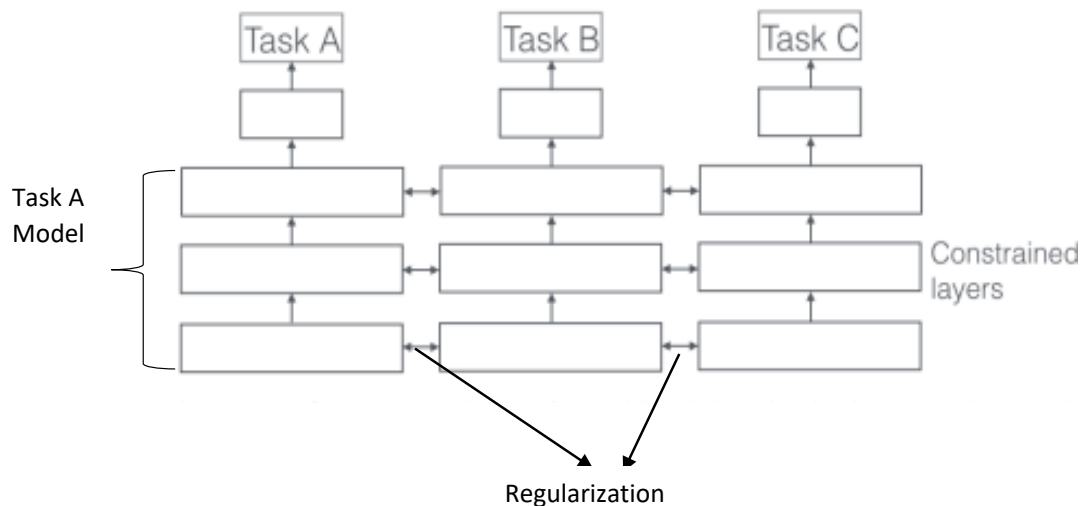 Task A
Task B
Task C
Task A
Model
Constrained
layers
Regularization